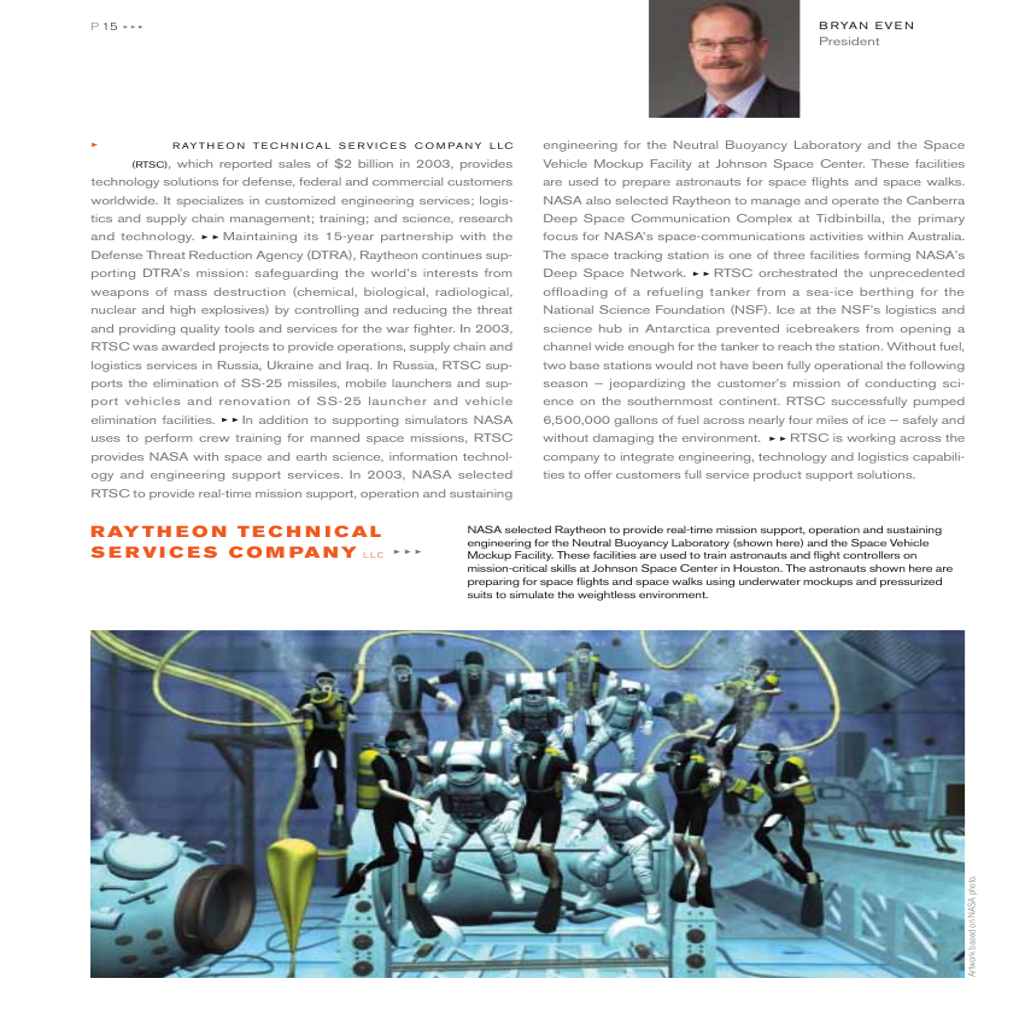 P 15 ►►►
BRYAN EVEN
President
► RAYTHEON TECHNICAL SERVICES COMPANY LLC
(RTSC), which reported sales of $2 billion in 2003, provides
technology solutions for defense, federal and commercial customers
worldwide. It specializes in customized engineering services; logis-
tics and supply chain management; training; and science, research
and technology. ►► Maintaining its 15-year partnership with the
Defense Threat Reduction Agency (DTRA), Raytheon continues sup-
porting DTRA's mission: safeguarding the world's interests from
weapons of mass destruction (chemical, biological, radiological,
nuclear and high explosives) by controlling and reducing the threat
and providing quality tools and services for the war fighter. In 2003,
RTSC was awarded projects to provide operations, supply chain and
logistics services in Russia, Ukraine and Iraq. In Russia, RTSC sup-
ports the elimination of SS-25 missiles, mobile launchers and sup-
port vehicles and renovation of SS-25 launcher and vehicle
elimination facilities. ►► In addition to supporting simulators NASA
uses to perform crew training for manned space missions, RTSC
provides NASA with space and earth science, information technol-
ogy and engineering support services. In 2003, NASA selected
RTSC to provide real-time mission support, operation and sustaining
engineering for the Neutral Buoyancy Laboratory and the Space
Vehicle Mockup Facility at Johnson Space Center. These facilities
are used to prepare astronauts for space flights and space walks.
NASA also selected Raytheon to manage and operate the Canberra
Deep Space Communication Complex at Tidbinbilla, the primary
focus for NASA's space-communications activities within Australia.
The space tracking station is one of three facilities forming NASA's
Deep Space Network. ►► RTSC orchestrated the unprecedented
offloading of a refueling tanker from a sea-ice berthing for the
National Science Foundation (NSF). Ice at the NSF's logistics and
science hub in Antarctica prevented icebreakers from opening a
channel wide enough for the tanker to reach the station. Without fuel,
two base stations would not have been fully operational the following
season – jeopardizing the customer's mission of conducting sci-
ence on the southernmost continent. RTSC successfully pumped
6,500,000 gallons of fuel across nearly four miles of ice – safely and
without damaging the environment. ►► RTSC is working across the
company to integrate engineering, technology and logistics capabili-
ties to offer customers full service product support solutions.
RAYTHEON TECHNICAL
SERVICES COMPANY LLC ►►►
NASA selected Raytheon to provide real-time mission support, operation and sustaining
engineering for the Neutral Buoyancy Laboratory (shown here) and the Space Vehicle
Mockup Facility. These facilities are used to train astronauts and flight controllers on
mission-critical skills at Johnson Space Center in Houston. The astronauts shown here are
preparing for space flights and space walks using underwater mockups and pressurized
suits to simulate the weightless environment.
Artwork based on NASA photo.